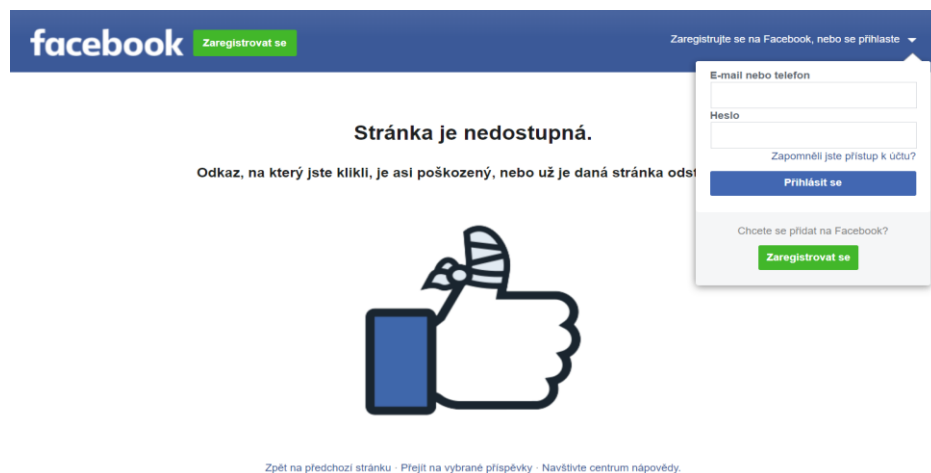 facebook Zaregistrovat se
Zaregistrujte se na Facebook, nebo se přihlaste
E-mail nebo telefon
Heslo
Zapomněli jste přístup k účtu?
Přihlásit se
Chcete se přidat na Facebook?
Zaregistrovat se
Stránka je nedostupná.
Odkaz, na který jste klikli, je asi poškozený, nebo už je daná stránka
Zpět na předchozí stránku · Přejít na vybrané příspěvky · Navštivte centrum nápovědy.